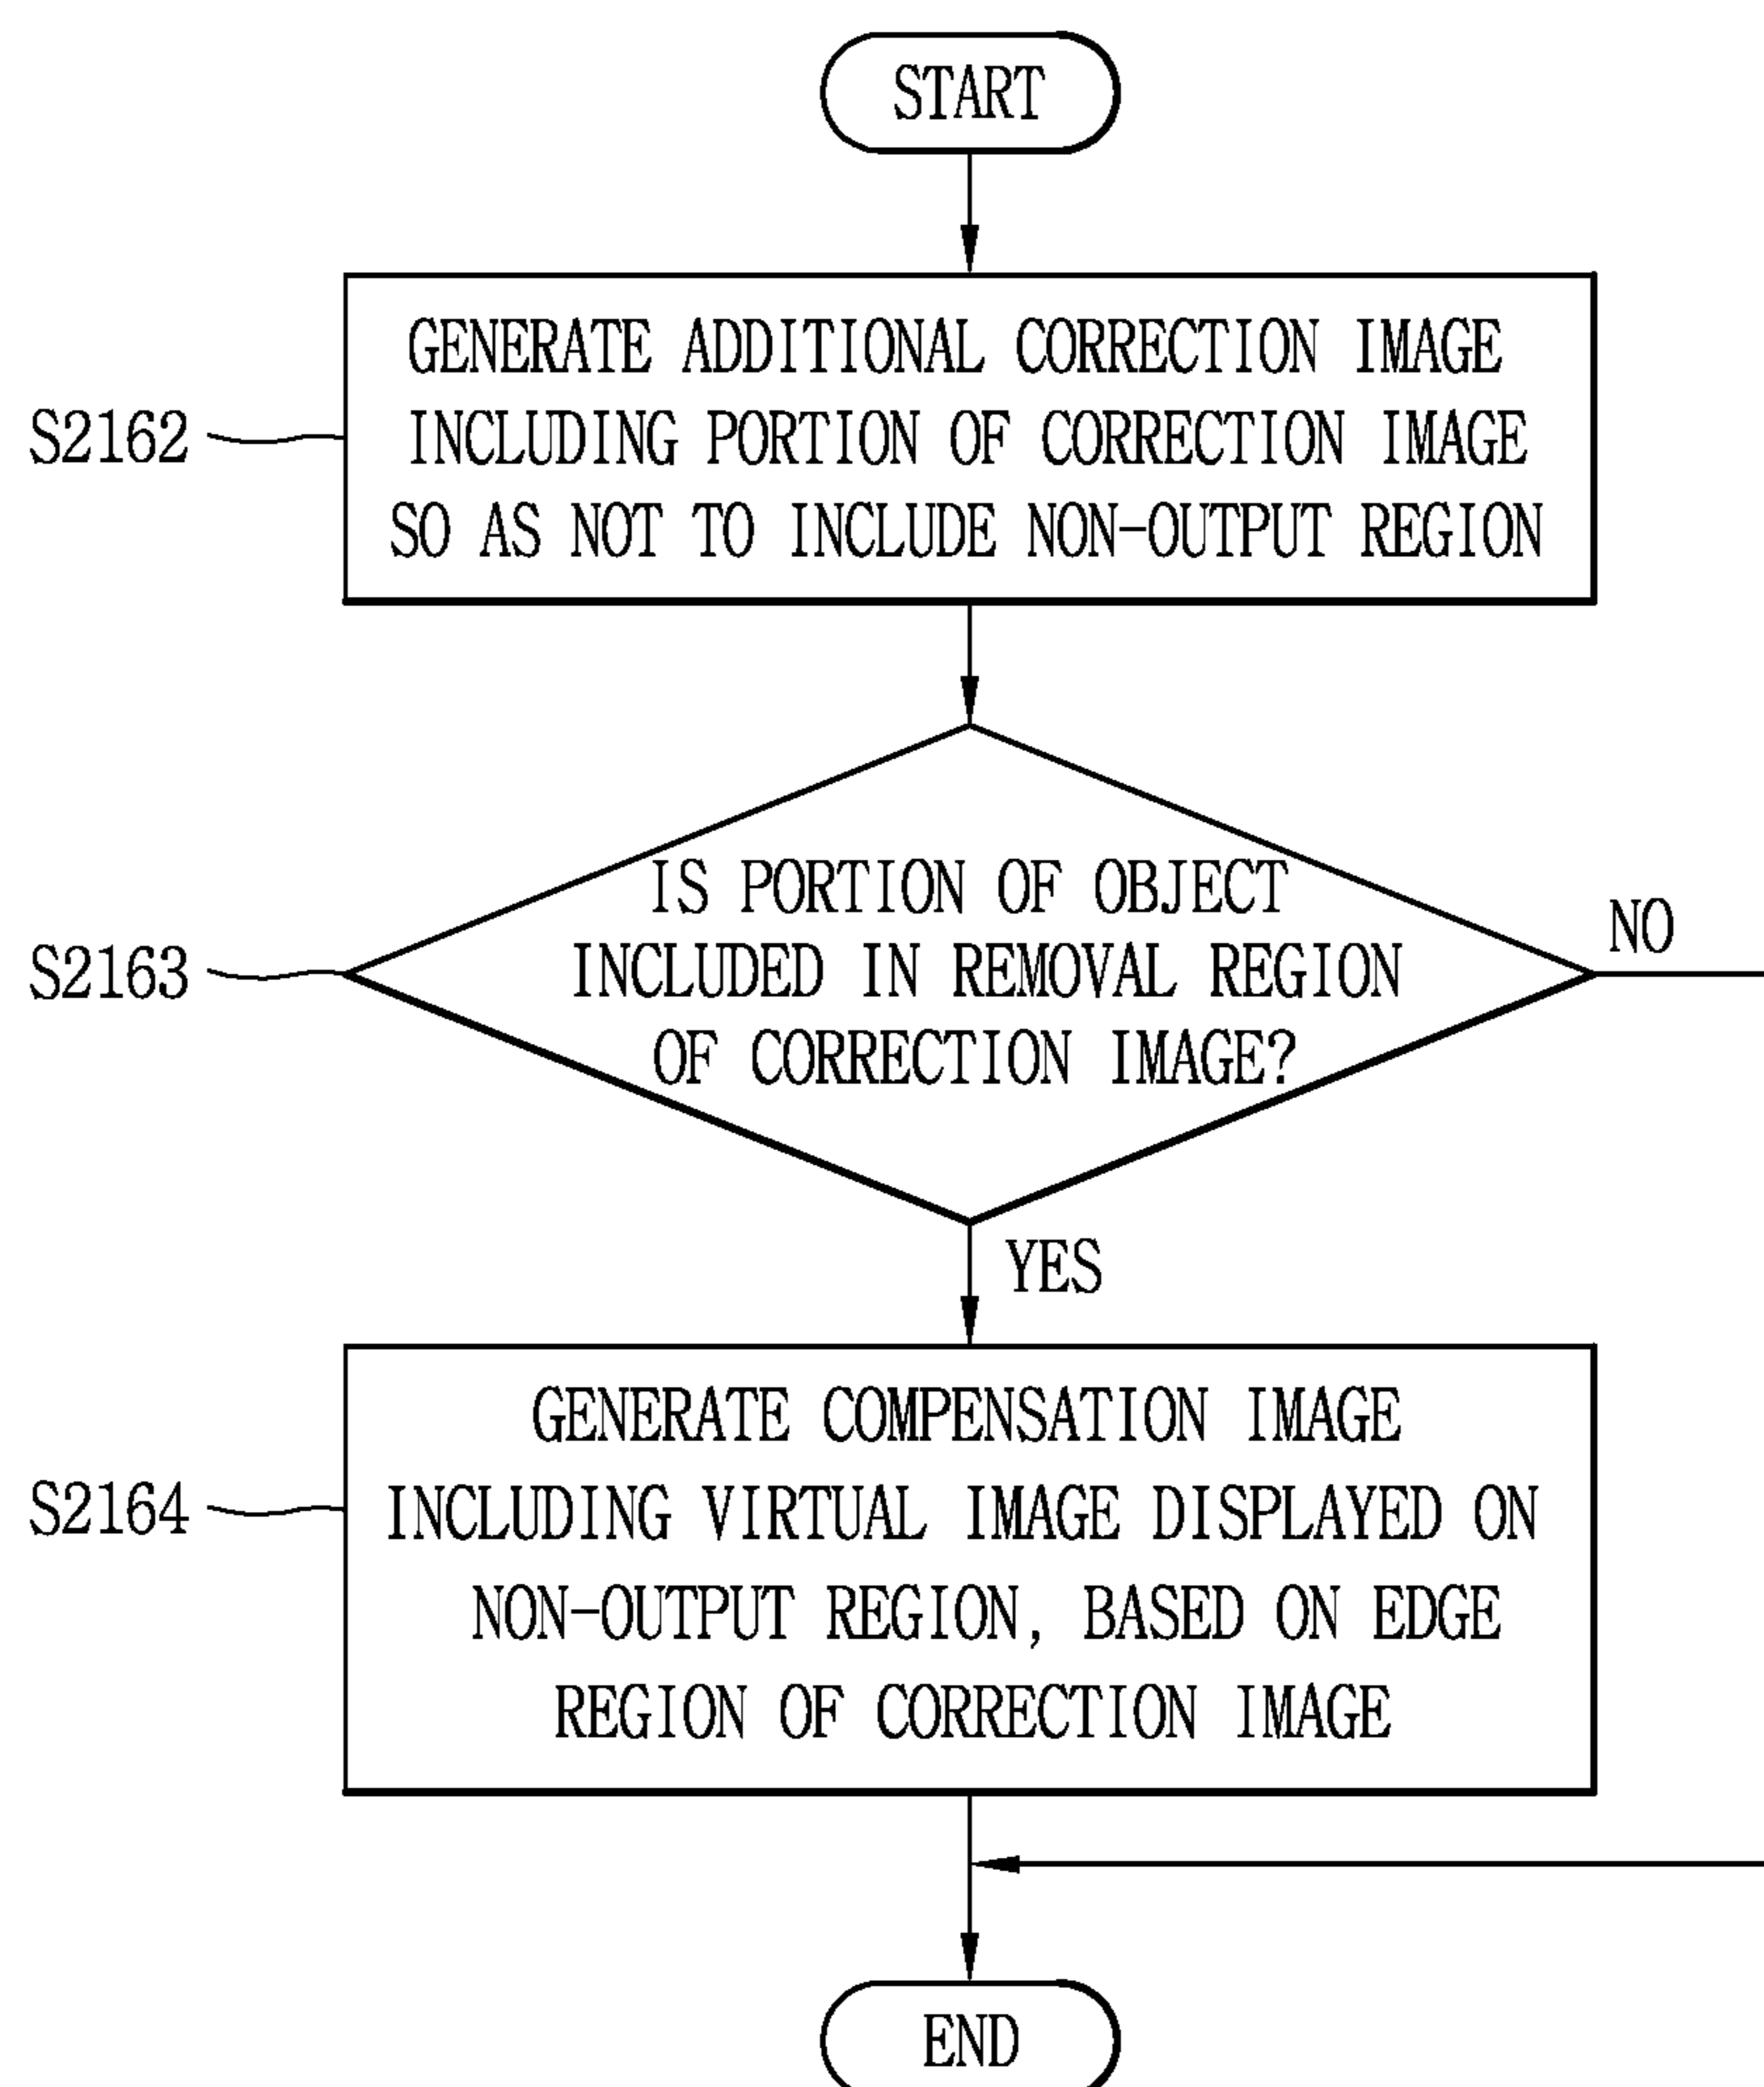 START
GENERATE ADDITIONAL CORRECTION IMAGE
INCLUDING PORTION OF CORRECTION IMAGE
SO AS NOT TO INCLUDE NON-OUTPUT REGION
S2162
IS PORTION OF OBJECT
INCLUDED IN REMOVAL REGION
OF CORRECTION IMAGE?
S2163
NO
YES
GENERATE COMPENSATION IMAGE
INCLUDING VIRTUAL IMAGE DISPLAYED ON
NON-OUTPUT REGION, BASED ON EDGE
REGION OF CORRECTION IMAGE
S2164
END